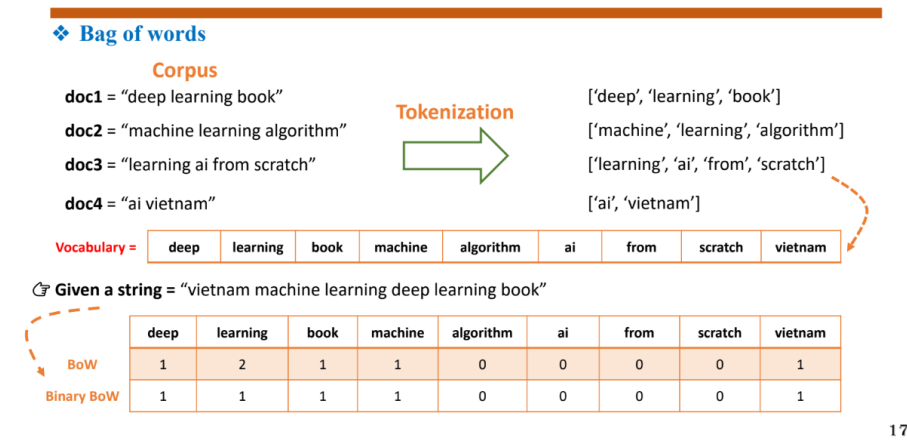 ❖ Bag of words
Corpus
doc1 = “deep learning book”
doc2 = “machine learning algorithm”
doc3 = “learning ai from scratch”
doc4 = “ai vietnam”
Tokenization
[‘deep’, ‘learning’, ‘book’]
[‘machine’, ‘learning’, ‘algorithm’]
[‘learning’, ‘ai’, ‘from’, ‘scratch’]
[‘ai’, ‘vietnam’]
Vocabulary = deep learning book machine algorithm ai from scratch vietnam
Given a string = “vietnam machine learning deep learning book”
deep learning book machine algorithm ai from scratch vietnam
BoW 1 2 1 1 0 0 0 0 1
Binary BoW 1 1 1 1 0 0 0 0 1
17